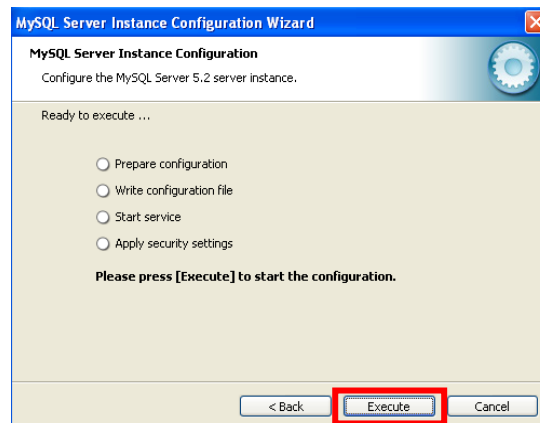 MySQL Server Instance Configuration Wizard
MySQL Server Instance Configuration
Configure the MySQL Server 5.2 server instance.
Ready to execute ...
Prepare configuration
Write configuration file
Start service
Apply security settings
Please press [Execute] to start the configuration.
< Back Execute Cancel